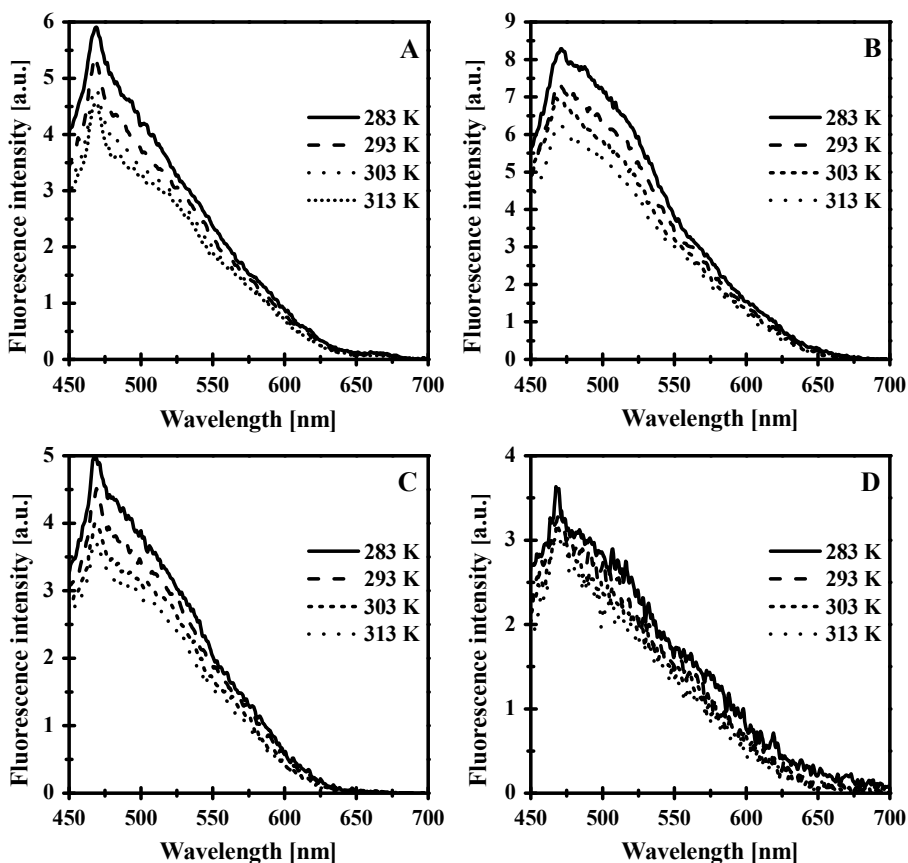 A
Fluorescence intensity [a.u.]
6
5
4
3
2
1
0
283 K
293 K
303 K
313 K
450 500 550 600 650 700
Wavelength [nm]
B
Fluorescence intensity [a.u.]
9
8
7
6
5
4
3
2
1
0
283 K
293 K
303 K
313 K
450 500 550 600 650 700
Wavelength [nm]
C
Fluorescence intensity [a.u.]
5
4
3
2
1
0
283 K
293 K
303 K
313 K
450 500 550 600 650 700
Wavelength [nm]
D
Fluorescence intensity [a.u.]
4
3
2
1
0
283 K
293 K
303 K
313 K
450 500 550 600 650 700
Wavelength [nm]